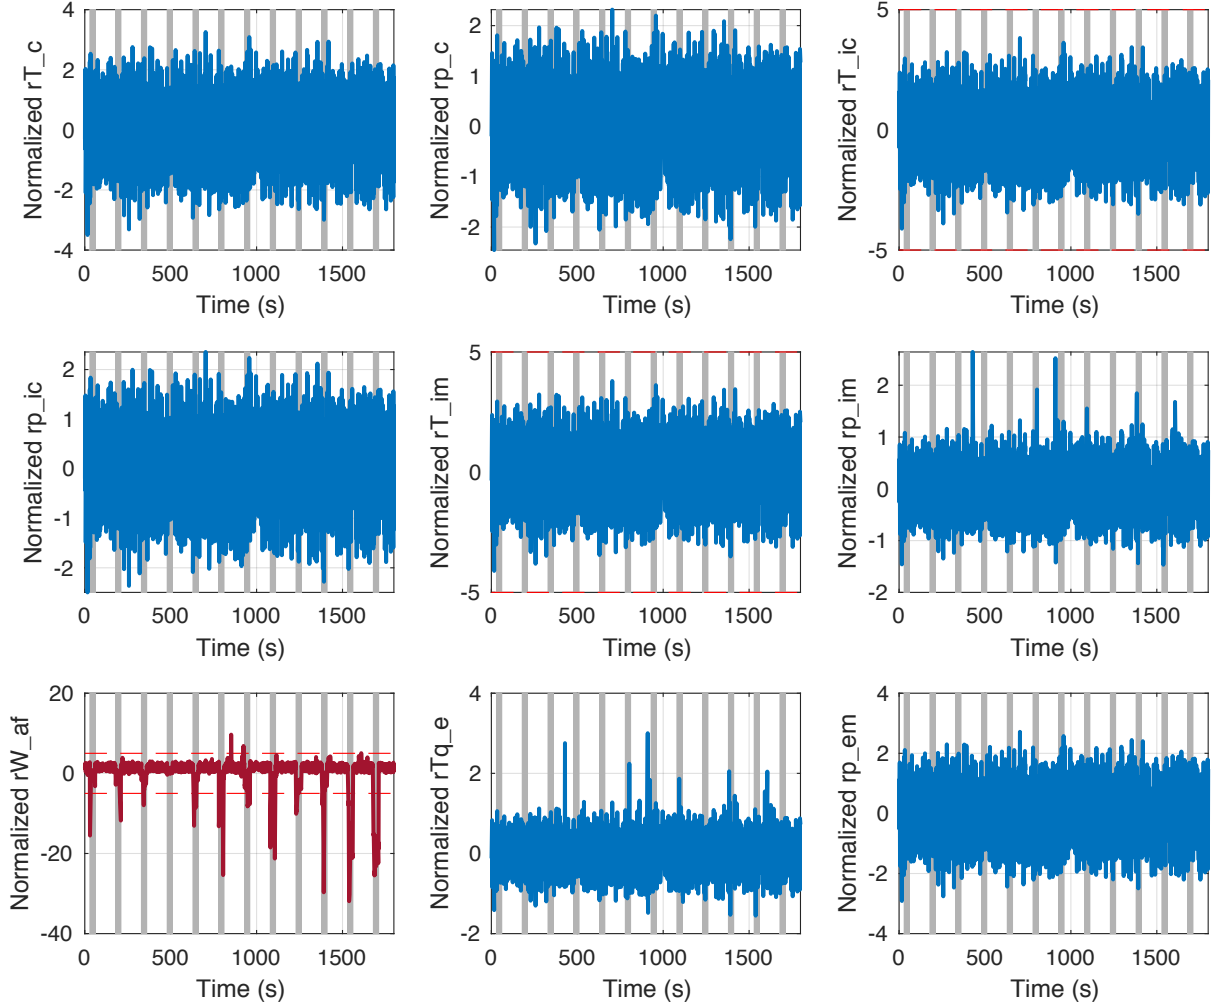 Normalized rT_c
4
2
0
-2
-4
0 500 1000 1500
Time (s)
Normalized rp_c
2
1
0
-1
-2
0 500 1000 1500
Time (s)
Normalized rT_ic
5
0
-5
0 500 1000 1500
Time (s)
Normalized rp_ic
2
1
0
-1
-2
0 500 1000 1500
Time (s)
Normalized rT_im
5
0
-5
0 500 1000 1500
Time (s)
Normalized rp_im
2
1
0
-1
-2
0 500 1000 1500
Time (s)
Normalized rW_af
20
0
-20
-40
0 500 1000 1500
Time (s)
Normalized rTq_e
4
2
0
-2
0 500 1000 1500
Time (s)
Normalized rp_em
4
2
0
-2
-4
0 500 1000 1500
Time (s)